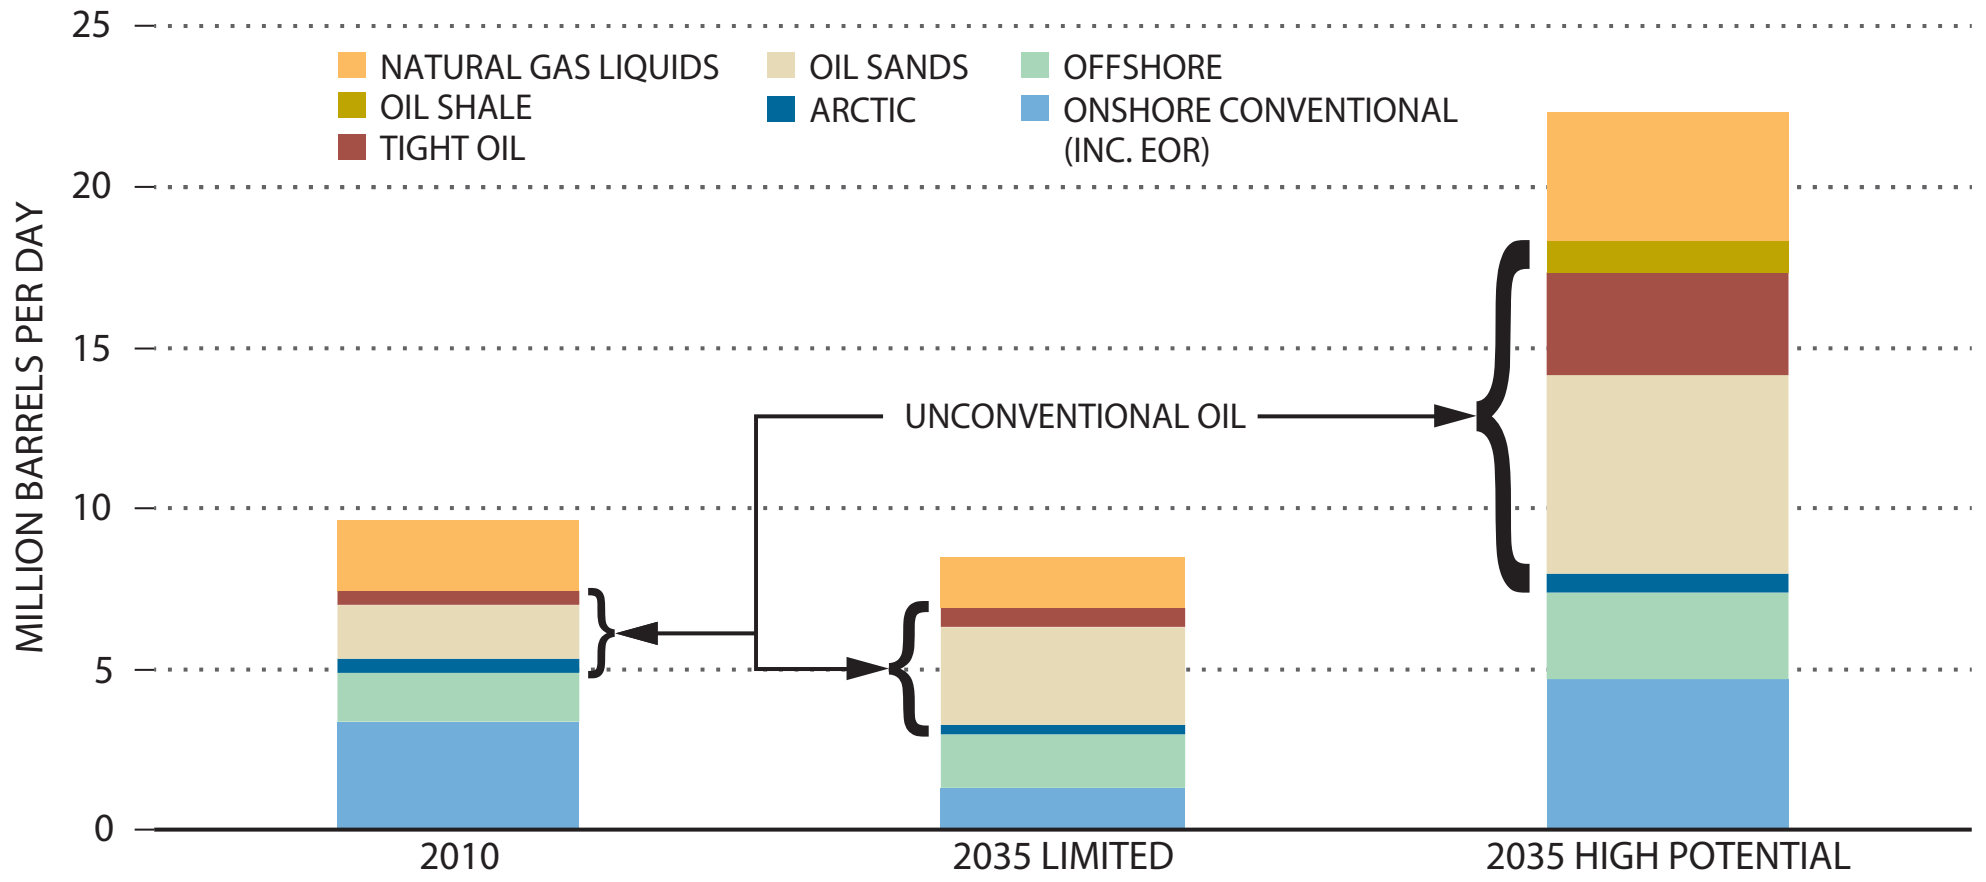 25
NATURAL GAS LIQUIDS
OIL SHALE
TIGHT OIL
OIL SANDS
ARCTIC
OFFSHORE
ONSHORE CONVENTIONAL
(INC. EOR)
20
15
10
5
0
MILLION BARRELS PER DAY
UNCONVENTIONAL OIL
2010
2035 LIMITED
2035 HIGH POTENTIAL